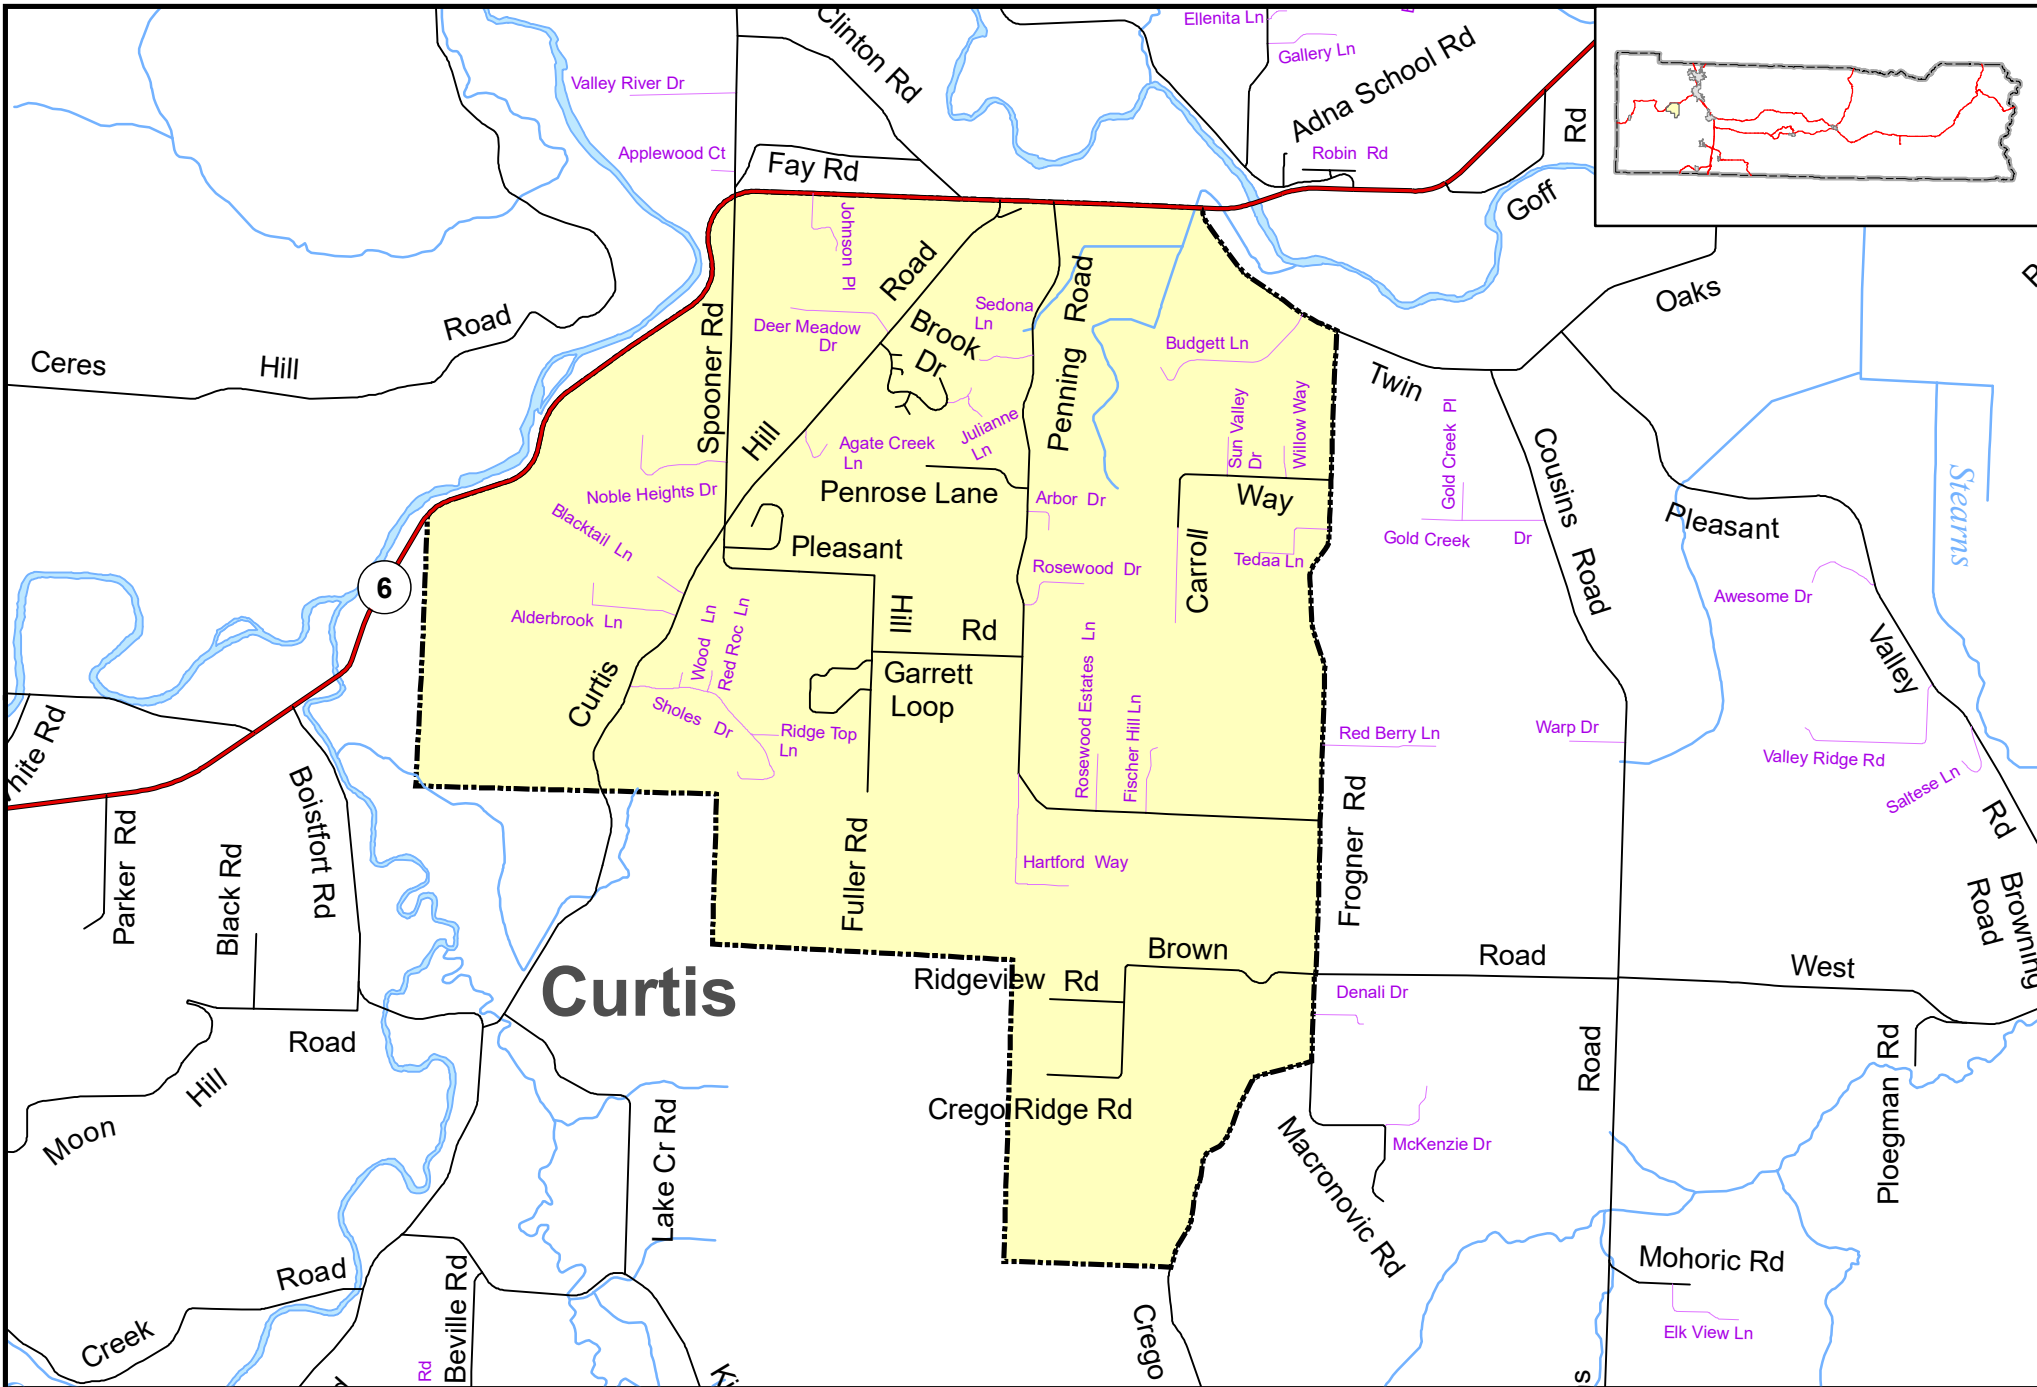 Clinton Rd
Ellenita Ln
Gallery Ln
Adna School Rd
Valley River Dr
Applewood Ct
Fay Rd
Robin Rd
Rd
Goff
Johnson Pl
Road
Sedona
Ln
Penning Road
Oaks
Ceres Hill Road
Spooner Rd
Deer Meadow
Dr
Brook
Dr
Budgett Ln
Twin
Hill
Agate Creek
Ln
Julianne
Ln
Sun Valley
Dr
Willow Way
Gold Creek Pl
Cousins Road
Stearns
Noble Heights Dr
Penrose Lane
Arbor Dr
Way
Pleasant
Blacktail Ln
Pleasant
Carroll
Tedaa Ln
Gold Creek Dr
6
Rosewood Dr
Awesome Dr
Alderbrook Ln
Wood Ln
Red Roc Ln
Hill
Rd
Valley
Curtis
Garrett
Loop
Sholes Dr
Ridge Top
Ln
Rosewood Estates Ln
Fischer Hill Ln
Red Berry Ln
Warp Dr
Valley Ridge Rd
Saltese Ln
Rd
Boistfort Rd
Parker Rd
Black Rd
Fuller Rd
Hartford Way
Frogner Rd
Browning
Road
Curtis
Brown
Road
West
Ridgeview Rd
Denali Dr
Road
Hill
Moon
Road
Ploegman Rd
Crego Ridge Rd
Lake Cr Rd
Macronovic Rd
McKenzie Dr
Road
Creek
Beville Rd
Rd
Crego
Mohoric Rd
Elk View Ln